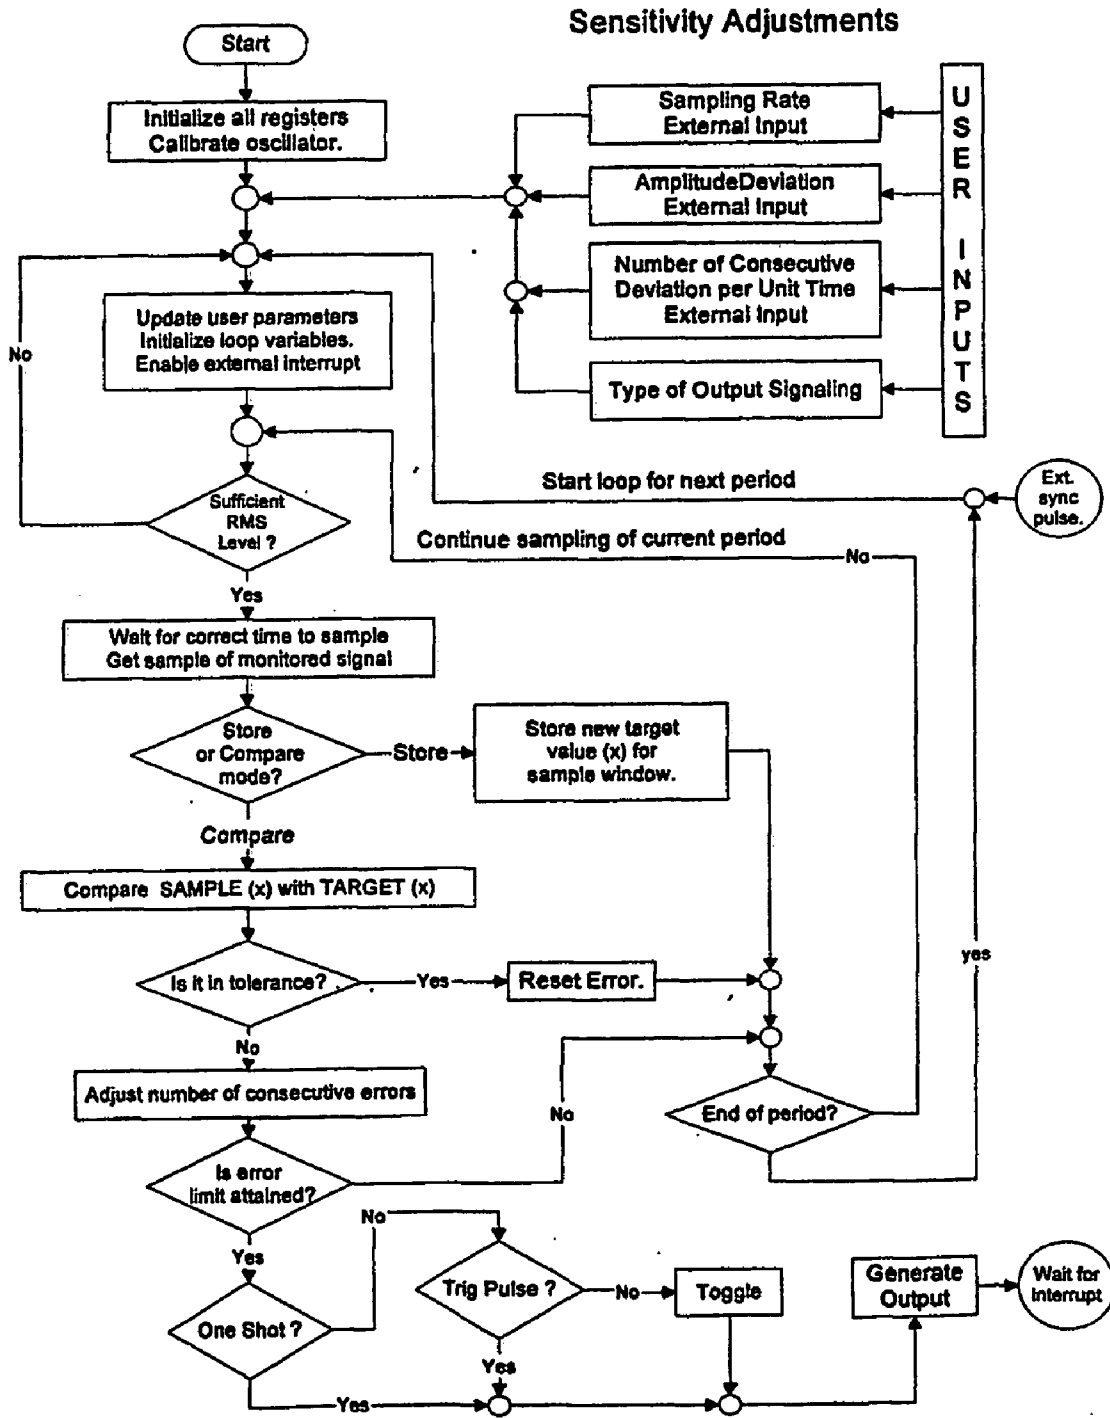 Sensitivity Adjustments
Start
Initialize all registers
Calibrate oscillator.
Sampling Rate
External Input
AmplitudeDeviation
External Input
Number of Consecutive
Deviation per Unit Time
External Input
Type of Output Signaling
USER INPUTS
Update user parameters
Initialize loop variables.
Enable external interrupt
No
Start loop for next period
Ext.
sync
pulse.
Sufficient
RMS
Level ?
Continue sampling of current period
No
Yes
Wait for correct time to sample
Get sample of monitored signal
Store
or Compare
mode?
Store
Store new target
value (x) for
sample window.
Compare
Compare SAMPLE (x) with TARGET (x)
yes
Is it in tolerance?
Yes
Reset Error.
No
Adjust number of consecutive errors
No
End of period?
Is error
limit attained?
No
Yes
Trig Pulse ?
No
Toggle
Generate
Output
Wait for
Interrupt
One Shot ?
Yes
Yes